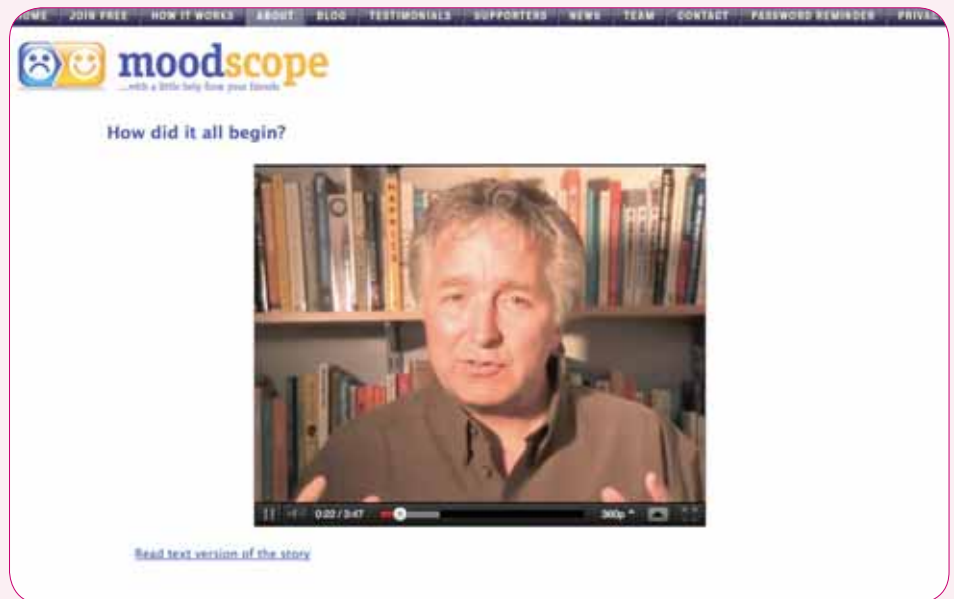 HOME JOIN FREE HOW IT WORKS ABOUT BLOG TESTIMONIALS SUPPORTERS NEWS TEAM CONTACT PASSWORD REMINDER
moodscope
...with a little help from your friends
How did it all begin?
0:22 / 3:47 360p
Read text version of the story